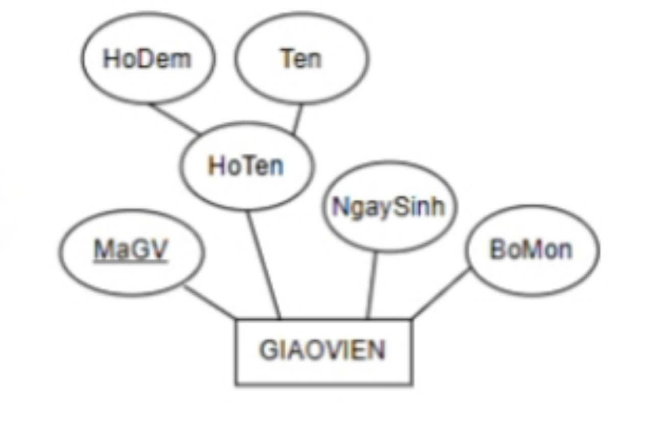 HoDem
Ten
HoTen
NgaySinh
MaGV
BoMon
GIAOVIEN